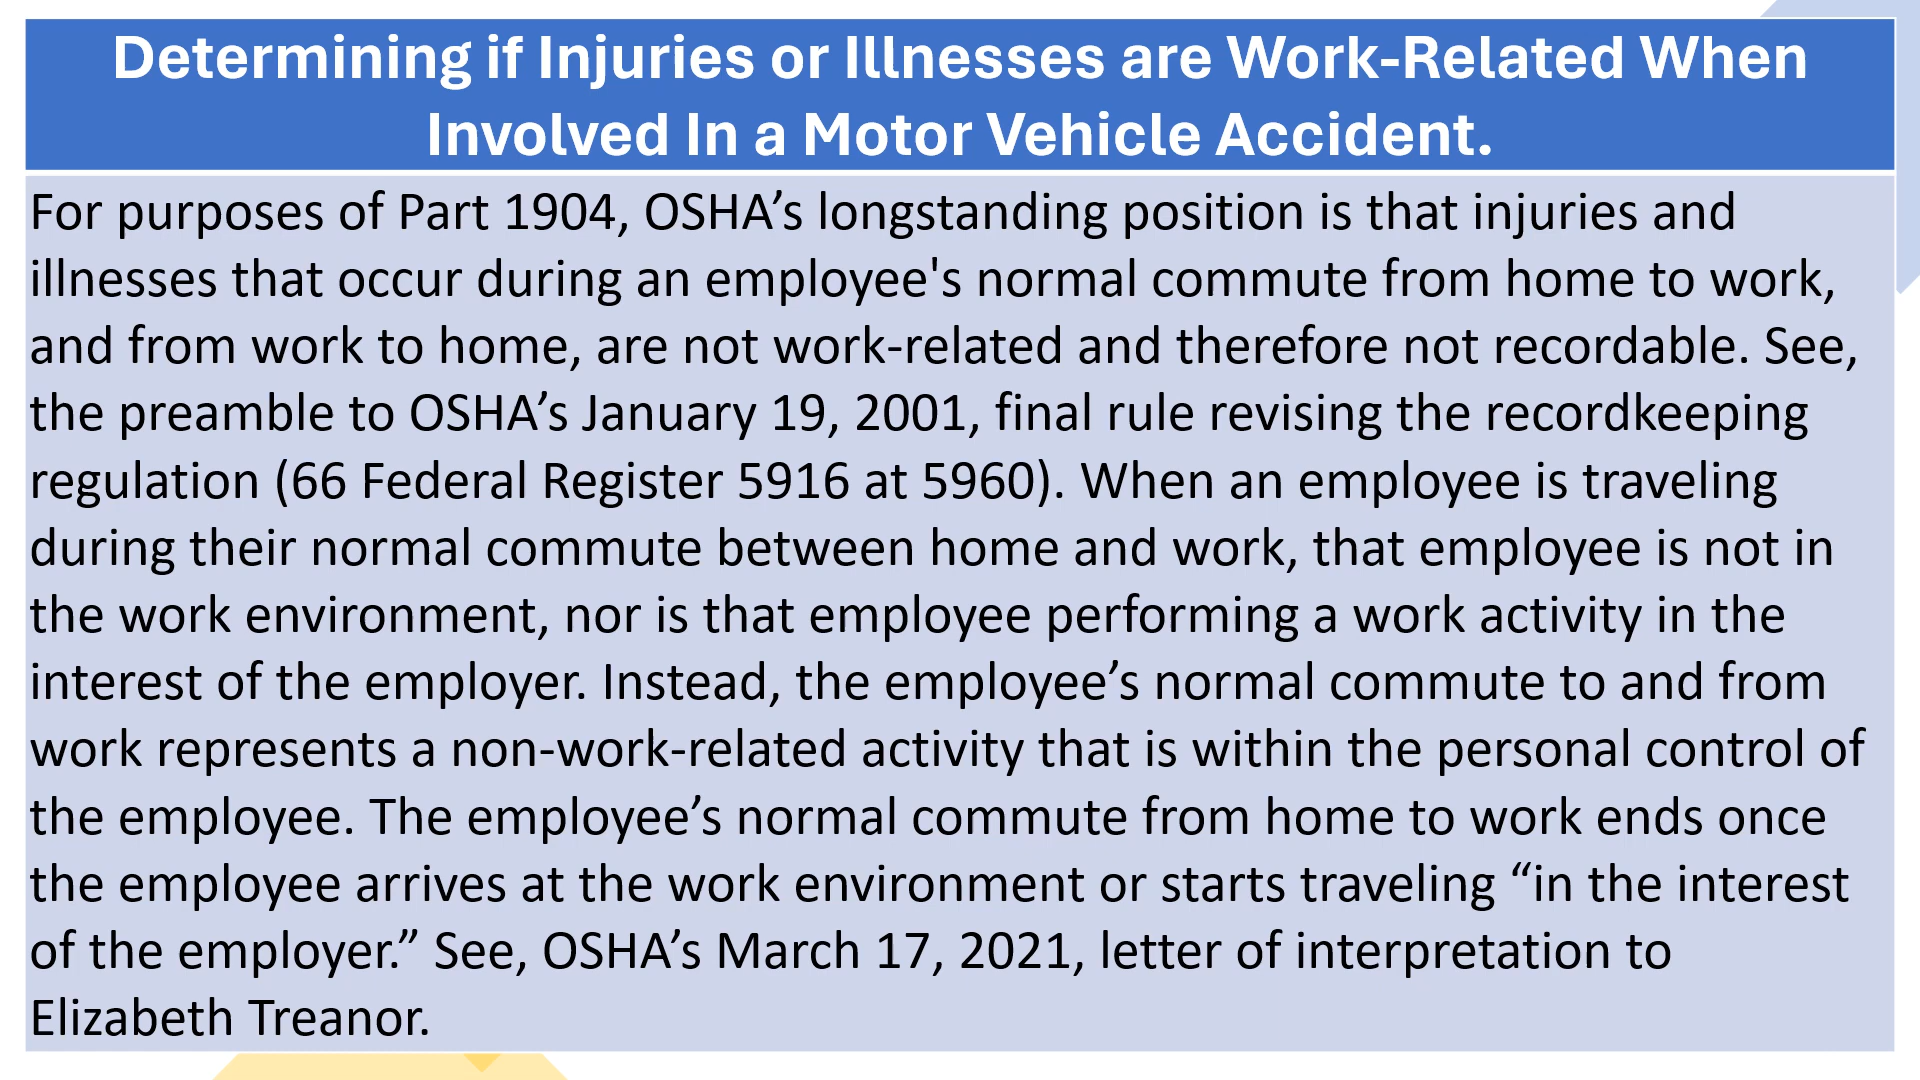 Determining if Injuries or Illnesses are Work-Related When
Involved In a Motor Vehicle Accident.
For purposes of Part 1904, OSHA’s longstanding position is that injuries and
illnesses that occur during an employee's normal commute from home to work,
and from work to home, are not work-related and therefore not recordable. See,
the preamble to OSHA’s January 19, 2001, final rule revising the recordkeeping
regulation (66 Federal Register 5916 at 5960). When an employee is traveling
during their normal commute between home and work, that employee is not in
the work environment, nor is that employee performing a work activity in the
interest of the employer. Instead, the employee’s normal commute to and from
work represents a non-work-related activity that is within the personal control of
the employee. The employee’s normal commute from home to work ends once
the employee arrives at the work environment or starts traveling “in the interest
of the employer.” See, OSHA’s March 17, 2021, letter of interpretation to
Elizabeth Treanor.